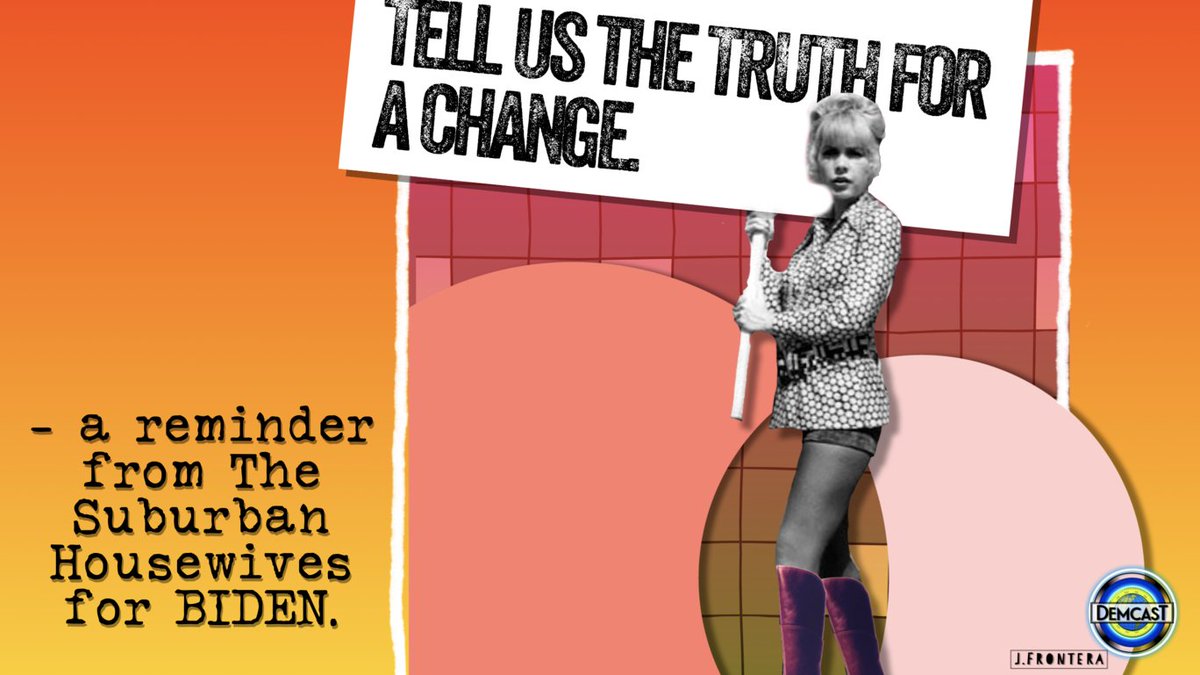 TELL US THE TRUTH FOR
A CHANGE.
- a reminder
from The
Suburban
Housewives
for BIDEN.
DEMCAST
J.FRONTERA